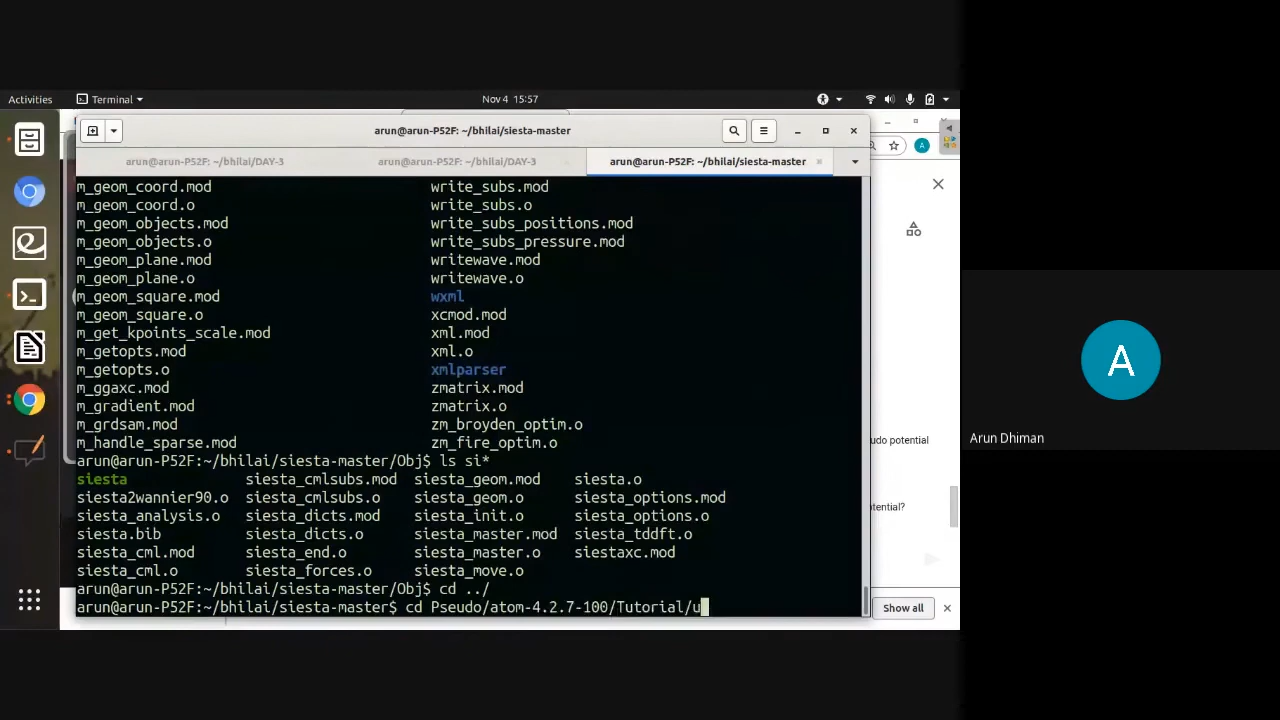 Activities Terminal Nov 4 15:57
arun@arun-P52F: ~/bhilai/siesta-master
arun@arun-P52F: ~/bhilai/DAY-3 arun@arun-P52F: ~/bhilai/DAY-3 arun@arun-P52F: ~/bhilai/siesta-master
m_geom_coord.mod write_subs.mod
m_geom_coord.o write_subs.o
m_geom_objects.mod write_subs_positions.mod
m_geom_objects.o write_subs_pressure.mod
m_geom_plane.mod writewave.mod
m_geom_plane.o writewave.o
m_geom_square.mod wxml
m_geom_square.o xcmod.mod
m_get_kpoints_scale.mod xml.mod
m_getopts.mod xml.o
m_getopts.o xmlparser
m_ggaxc.mod zmatrix.mod
m_gradient.mod zmatrix.o
m_grdsam.mod zm_broyden_optim.o
m_handle_sparse.mod zm_fire_optim.o
arun@arun-P52F:~/bhilai/siesta-master/Obj$ ls si*
siesta siesta_cmlsubs.mod siesta_geom.mod siesta.o
siesta2wannier90.o siesta_cmlsubs.o siesta_geom.o siesta_options.mod
siesta_analysis.o siesta_dicts.mod siesta_init.o siesta_options.o
siesta.bib siesta_dicts.o siesta_master.mod siesta_tddft.o
siesta_cml.mod siesta_end.o siesta_master.o siestaxc.mod
siesta_cml.o siesta_forces.o siesta_move.o
arun@arun-P52F:~/bhilai/siesta-master/Obj$ cd ../
arun@arun-P52F:~/bhilai/siesta-master$ cd Pseudo/atom-4.2.7-100/Tutorial/u
A
udo potential
tential?
Show all
A
Arun Dhiman